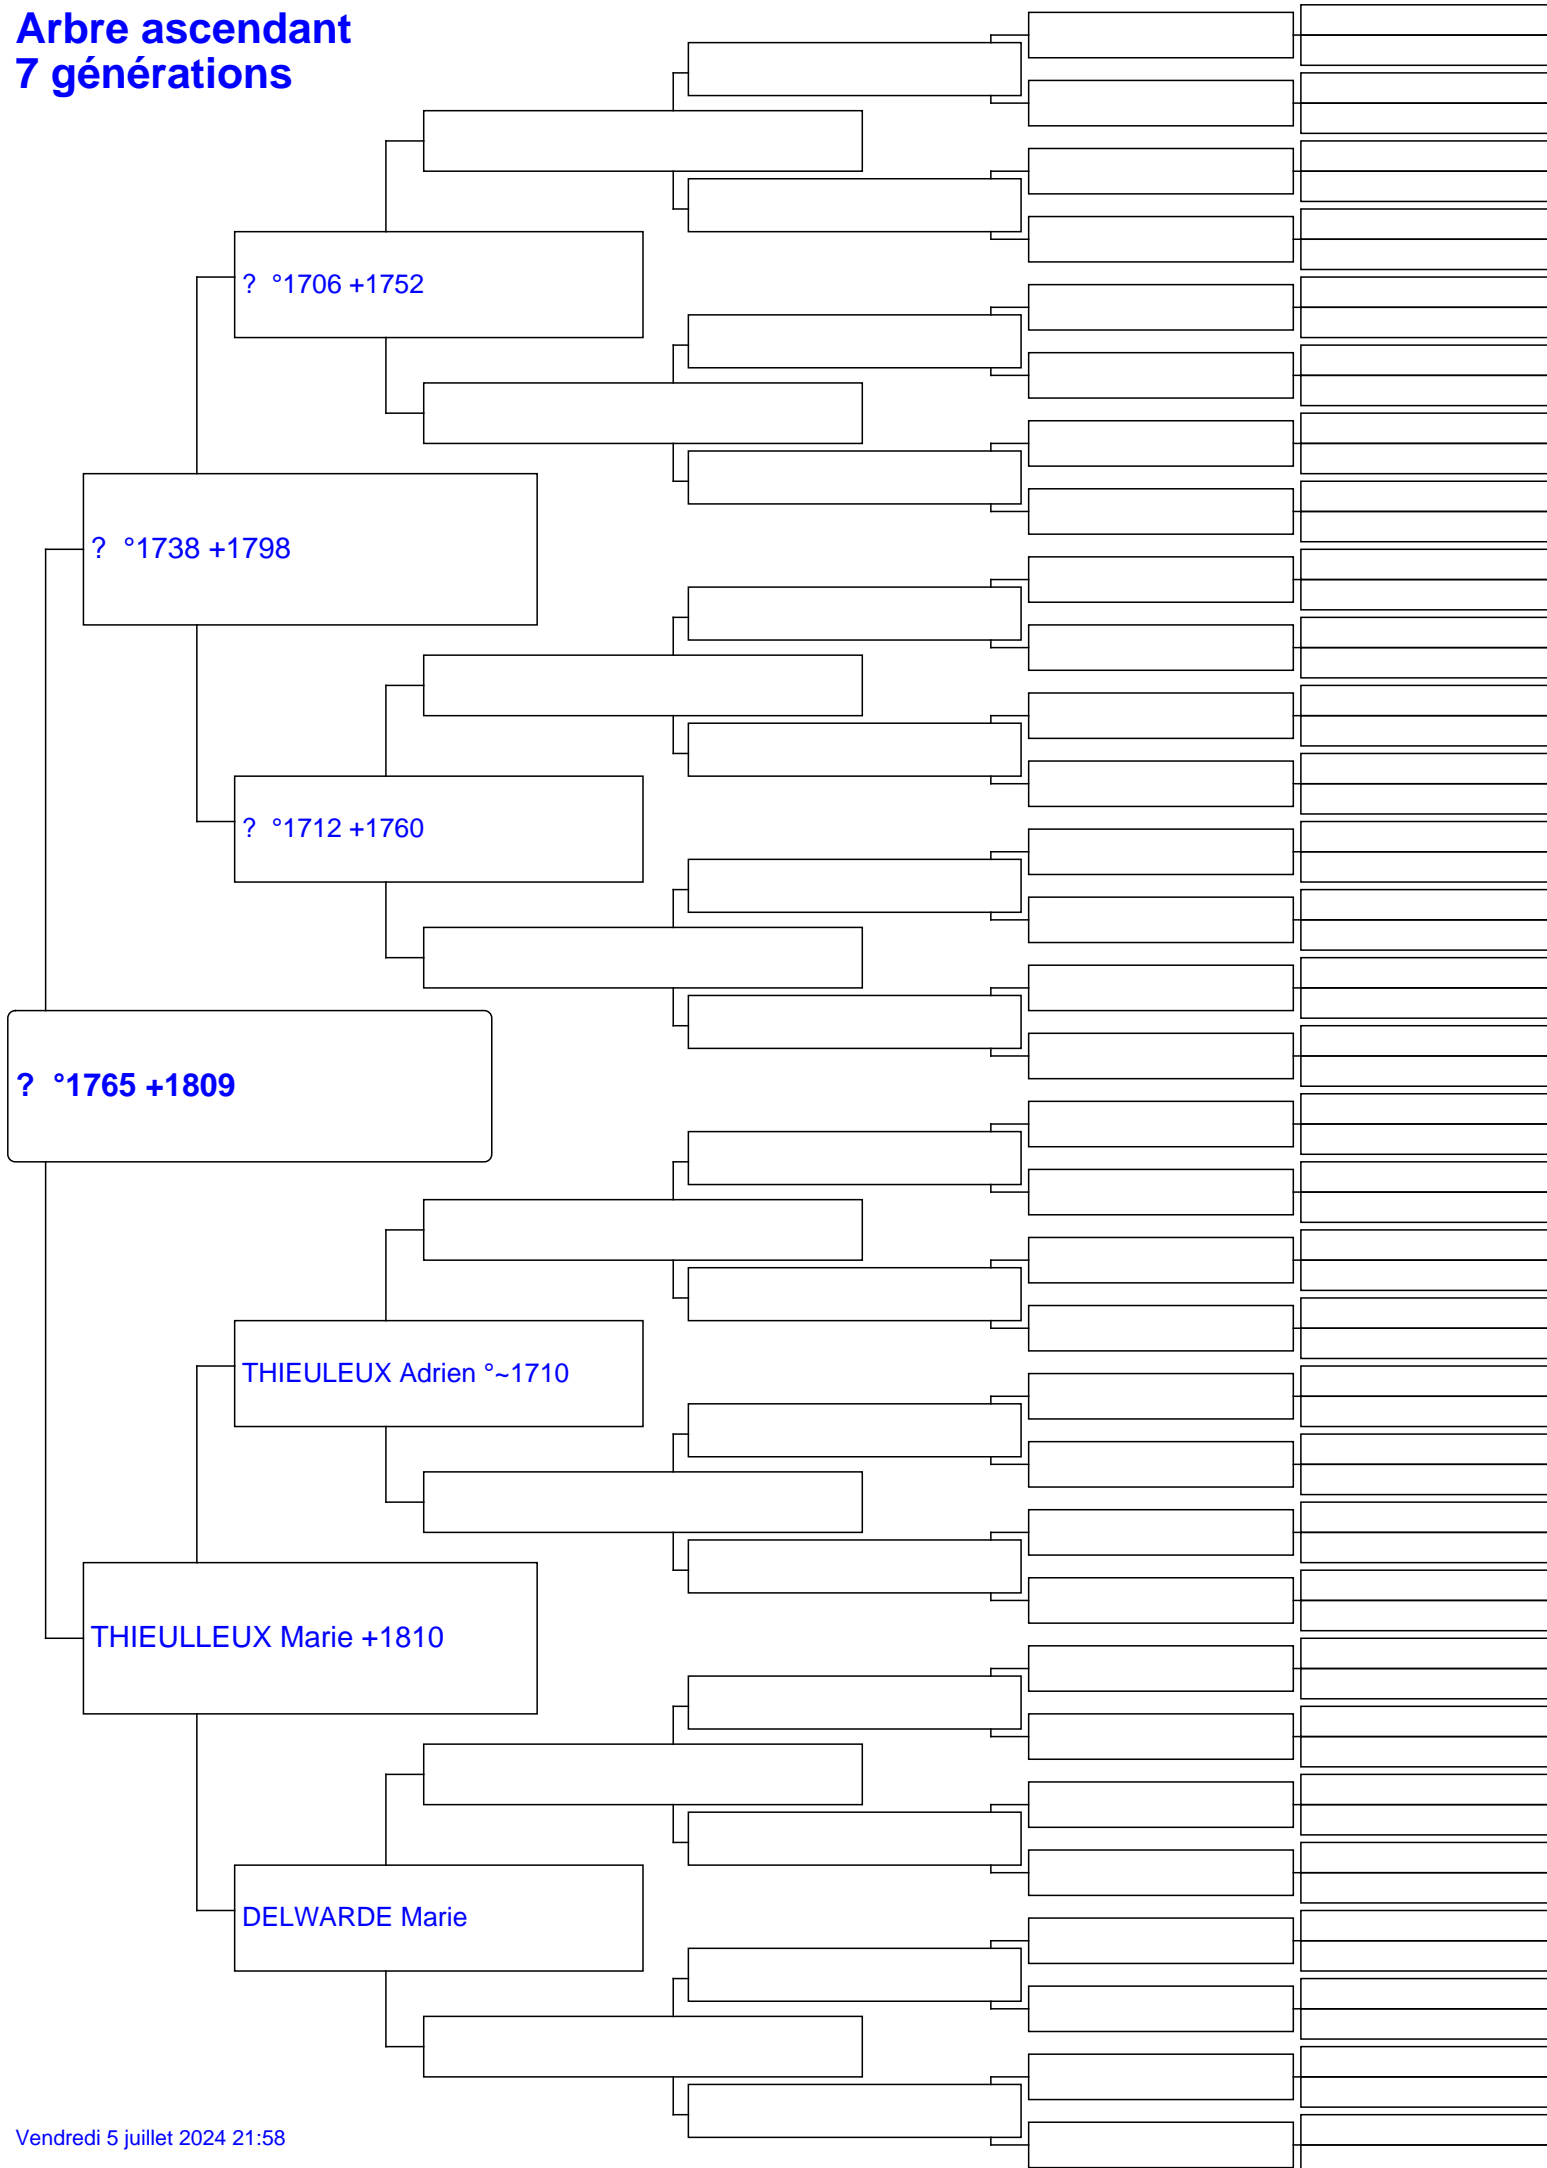 Arbre ascendant
7 générations
? °1706 +1752
? °1738 +1798
? °1712 +1760
? °1765 +1809
THIEULEUX Adrien °~1710
THIEULLEUX Marie +1810
DELWARDE Marie
Vendredi 5 juillet 2024 21:58